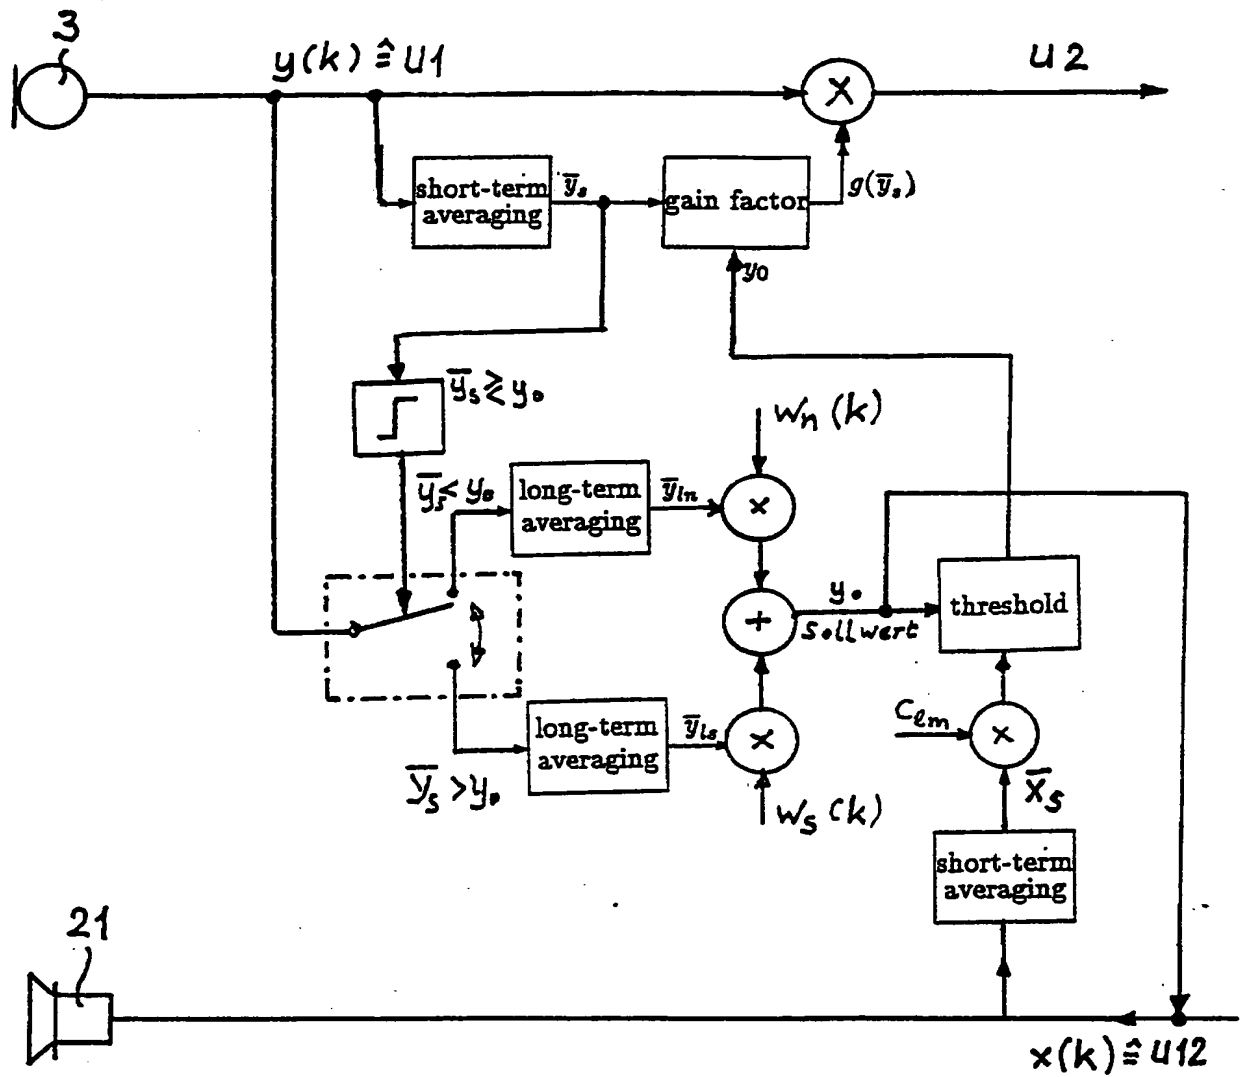 3
y(k) ≙ U1
U2
short-term
averaging
ȳs
gain factor
g(ȳs)
y0
ȳs ≷ y0
Wn (k)
ȳs < y0
long-term
averaging
ȳln
y0
Sollwert
threshold
long-term
averaging
ȳls
Clm
ȳs > y0
Ws (k)
x̄s
short-term
averaging
21
x(k) ≙ U12